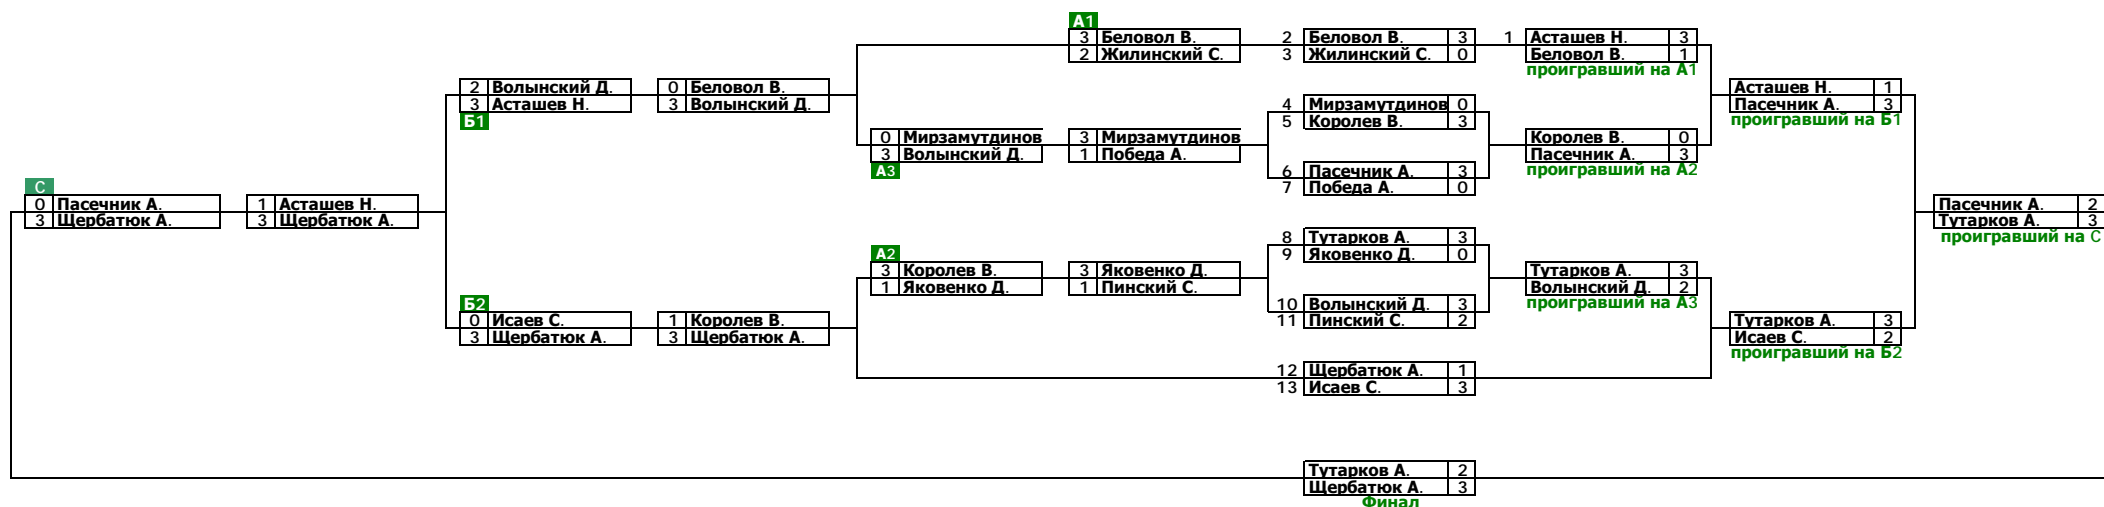 А1
3 Беловол В. 2 Беловол В. 3 1 Асташев Н. 3
2 Жилинский С. 3 Жилинский С. 0 Беловол В. 1
проигравший на А1
2 Волынский Д. 0 Беловол В. Асташев Н. 1
3 Асташев Н. 3 Волынский Д. 4 Мирзамутдинов 0 Пасечник А. 3
Б1 5 Королев В. 3 проигравший на Б1
0 Мирзамутдинов 3 Мирзамутдинов Королев В. 0
3 Волынский Д. 1 Победа А. Пасечник А. 3
А3 6 Пасечник А. 3 проигравший на А2
С 7 Победа А. 0
0 Пасечник А. 1 Асташев Н. Пасечник А. 2
3 Щербатюк А. 3 Щербатюк А. Тутарков А. 3
8 Тутарков А. 3 проигравший на С
А2 9 Яковенко Д. 0
3 Королев В. 3 Яковенко Д. Тутарков А. 3
1 Яковенко Д. 1 Пинский С. Волынский Д. 2
Б2 10 Волынский Д. 3 проигравший на А3
0 Исаев С. 1 Королев В. 11 Пинский С. 2 Тутарков А. 3
3 Щербатюк А. 3 Щербатюк А. Исаев С. 2
проигравший на Б2
12 Щербатюк А. 1
13 Исаев С. 3
Тутарков А. 2
Щербатюк А. 3
Финал